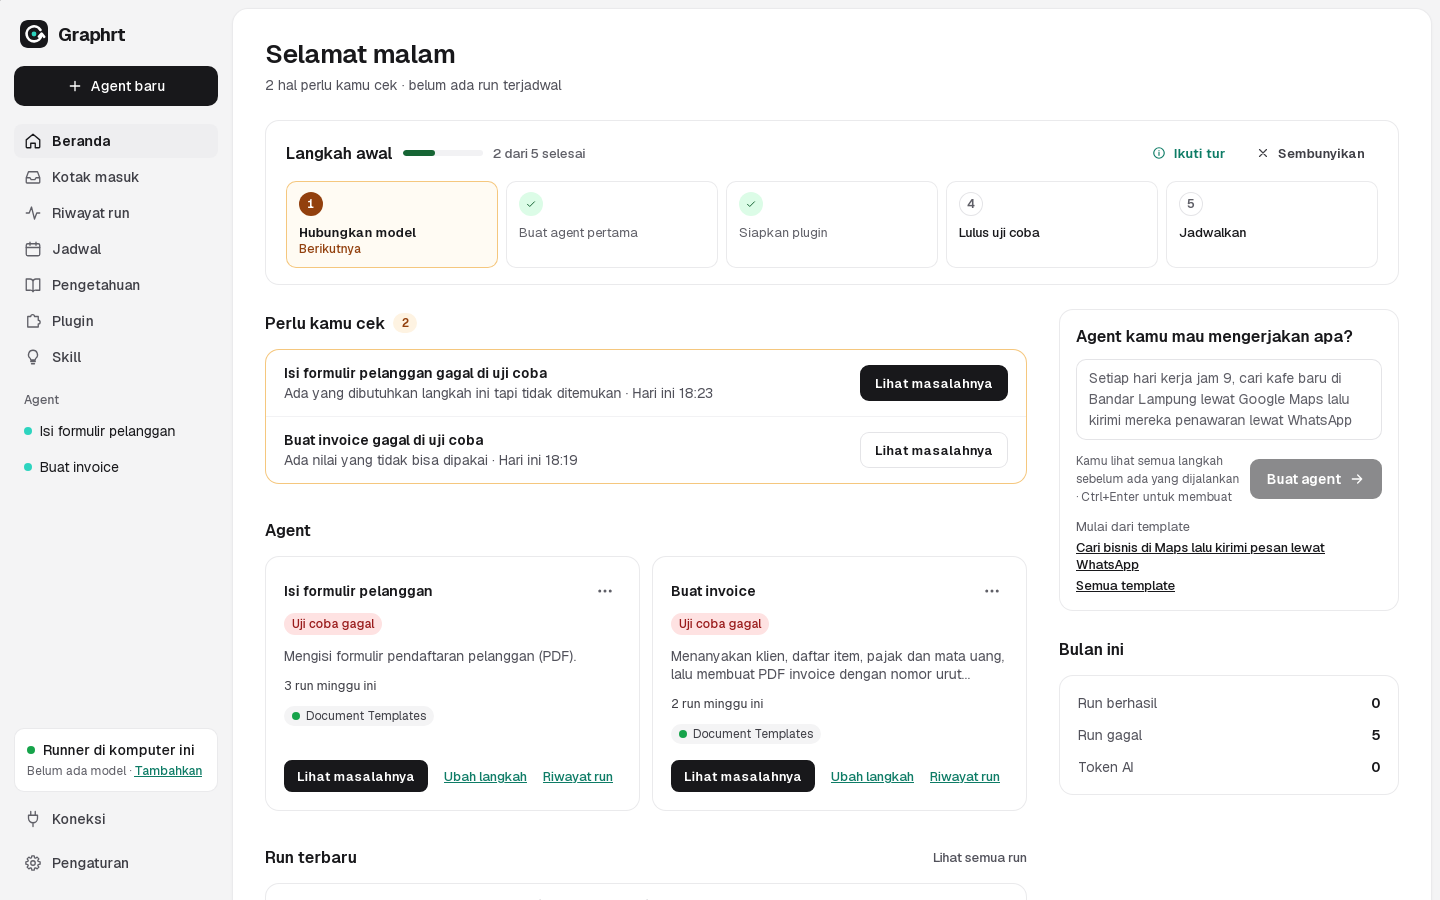 Graphrt
Agent baru
Beranda
Kotak masuk
Riwayat run
Jadwal
Pengetahuan
Plugin
Skill
Agent
Isi formulir pelanggan
Buat invoice
Runner di komputer ini
Belum ada model · Tambahkan
Koneksi
Pengaturan
Selamat malam
2 hal perlu kamu cek · belum ada run terjadwal
Langkah awal 2 dari 5 selesai Ikuti tur Sembunyikan
1
Hubungkan model
Berikutnya
Buat agent pertama
Siapkan plugin
4
Lulus uji coba
5
Jadwalkan
Perlu kamu cek 2
Isi formulir pelanggan gagal di uji coba
Ada yang dibutuhkan langkah ini tapi tidak ditemukan · Hari ini 18:23
Lihat masalahnya
Buat invoice gagal di uji coba
Ada nilai yang tidak bisa dipakai · Hari ini 18:19
Lihat masalahnya
Agent
Isi formulir pelanggan
Uji coba gagal
Mengisi formulir pendaftaran pelanggan (PDF).
3 run minggu ini
Document Templates
Lihat masalahnya Ubah langkah Riwayat run
Buat invoice
Uji coba gagal
Menanyakan klien, daftar item, pajak dan mata uang,
lalu membuat PDF invoice dengan nomor urut...
2 run minggu ini
Document Templates
Lihat masalahnya Ubah langkah Riwayat run
Run terbaru Lihat semua run
Agent kamu mau mengerjakan apa?
Setiap hari kerja jam 9, cari kafe baru di
Bandar Lampung lewat Google Maps lalu
kirimi mereka penawaran lewat WhatsApp
Kamu lihat semua langkah
sebelum ada yang dijalankan
· Ctrl+Enter untuk membuat
Buat agent
Mulai dari template
Cari bisnis di Maps lalu kirimi pesan lewat
WhatsApp
Semua template
Bulan ini
Run berhasil 0
Run gagal 5
Token AI 0